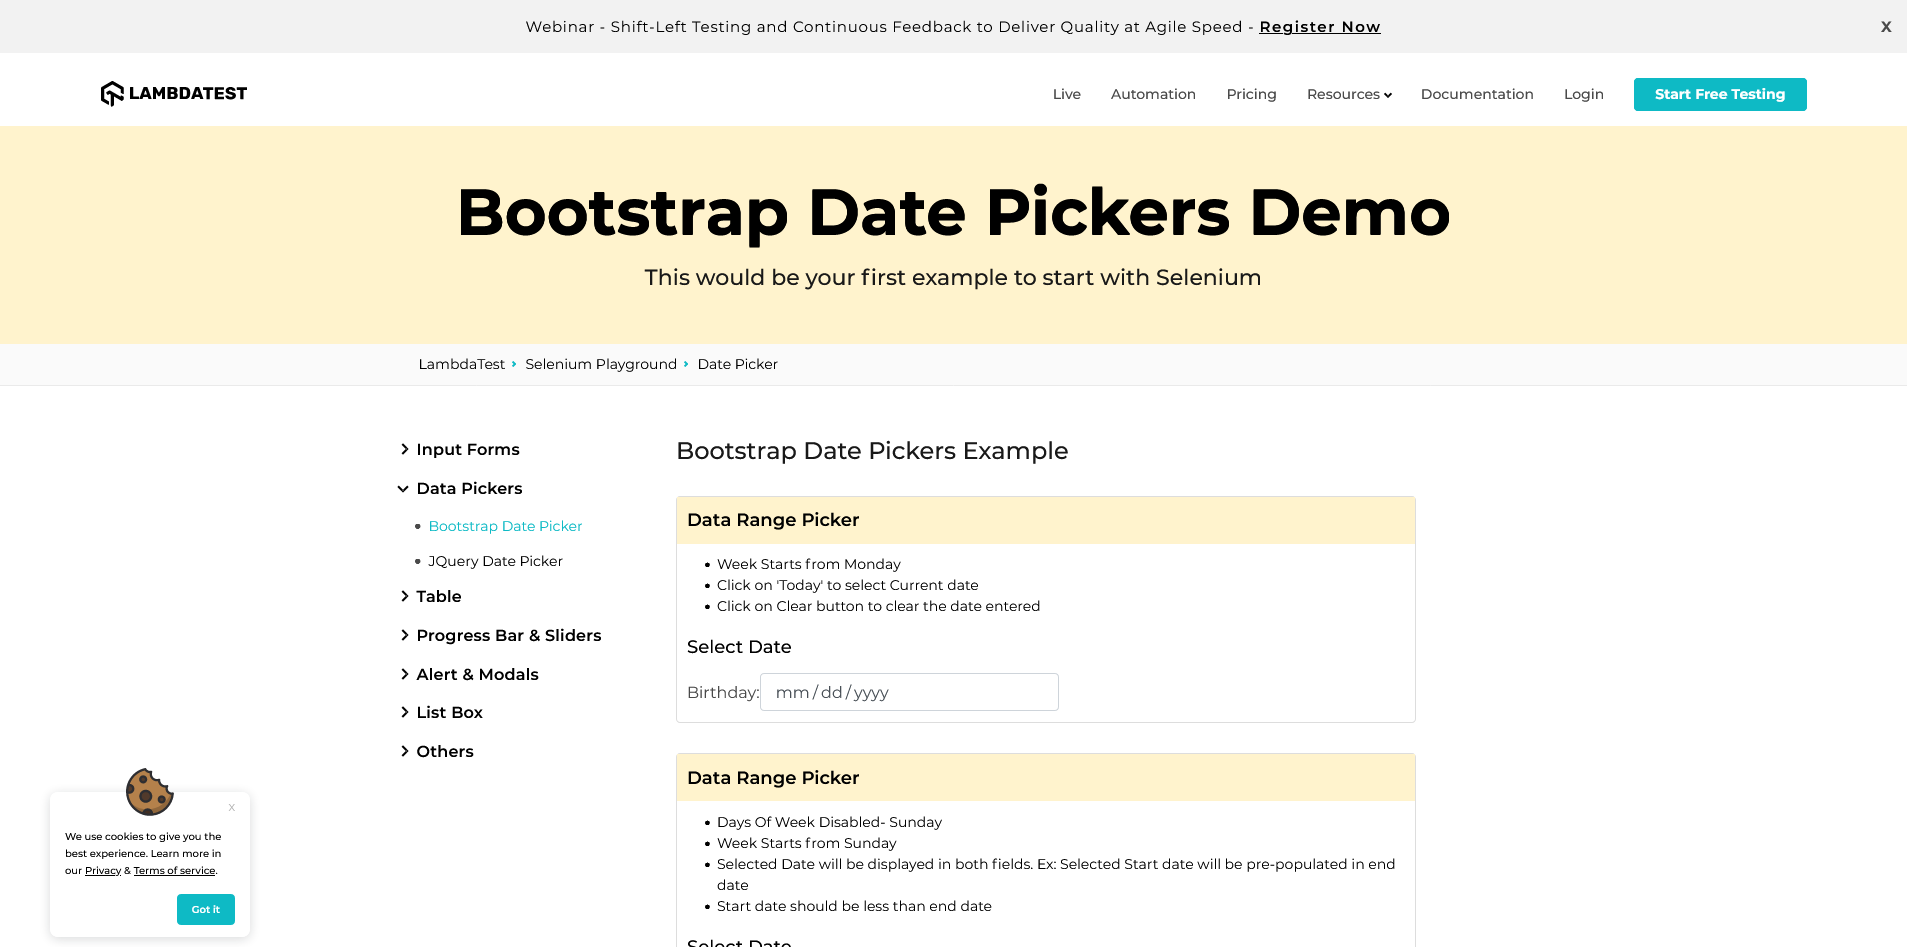 Webinar - Shift-Left Testing and Continuous Feedback to Deliver Quality at Agile Speed - Register Now
X
LAMBDATEST
Live
Automation
Pricing
Resources
Documentation
Login
Start Free Testing
Bootstrap Date Pickers Demo
This would be your first example to start with Selenium
LambdaTest
Selenium Playground
Date Picker
Input Forms
Data Pickers
Bootstrap Date Picker
JQuery Date Picker
Table
Progress Bar & Sliders
Alert & Modals
List Box
Others
Bootstrap Date Pickers Example
Data Range Picker
Week Starts from Monday
Click on 'Today' to select Current date
Click on Clear button to clear the date entered
Select Date
Birthday: mm/dd/yyyy
Data Range Picker
Days Of Week Disabled- Sunday
Week Starts from Sunday
Selected Date will be displayed in both fields. Ex: Selected Start date will be pre-populated in end
date
Start date should be less than end date
Select Date
x
We use cookies to give you the
best experience. Learn more in
our Privacy & Terms of service.
Got it